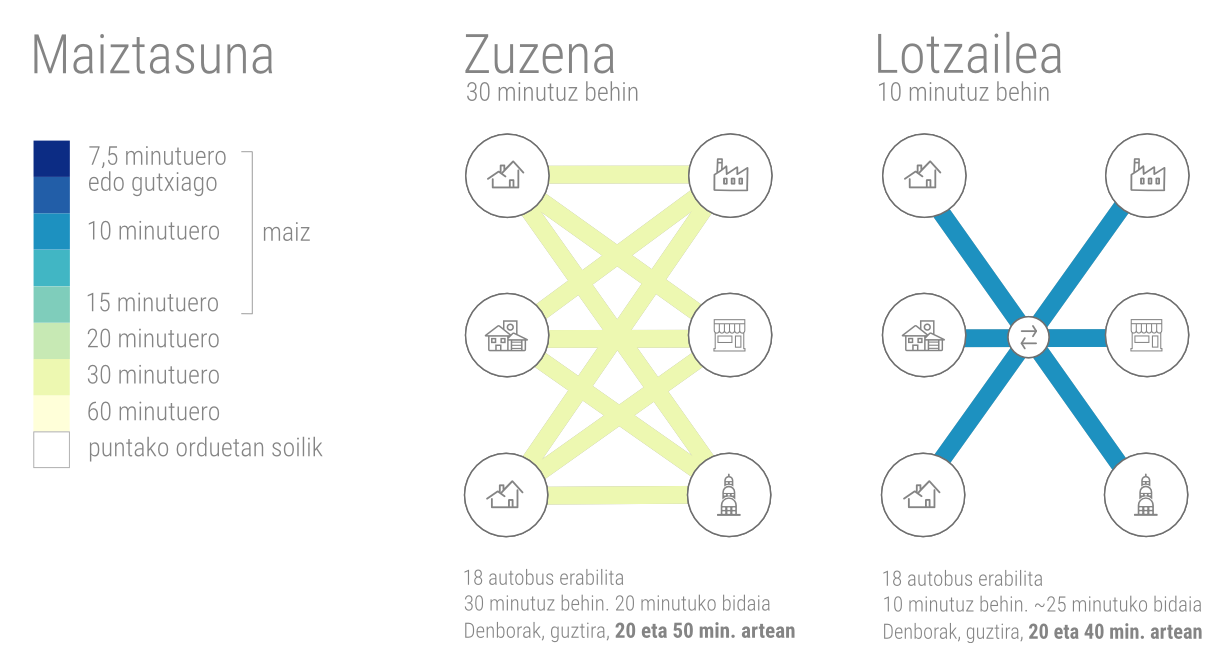 Maiztasuna
7,5 minutuero
edo gutxiago
10 minutuero
maiz
15 minutuero
20 minutuero
30 minutuero
60 minutuero
puntako orduetan soilik
Zuzena
30 minutuz behin
18 autobus erabilita
30 minutuz behin. 20 minutuko bidaia
Denborak, guztira, 20 eta 50 min. artean
Lotzailea
10 minutuz behin
18 autobus erabilita
10 minutuz behin. ~25 minutuko bidaia
Denborak, guztira, 20 eta 40 min. artean